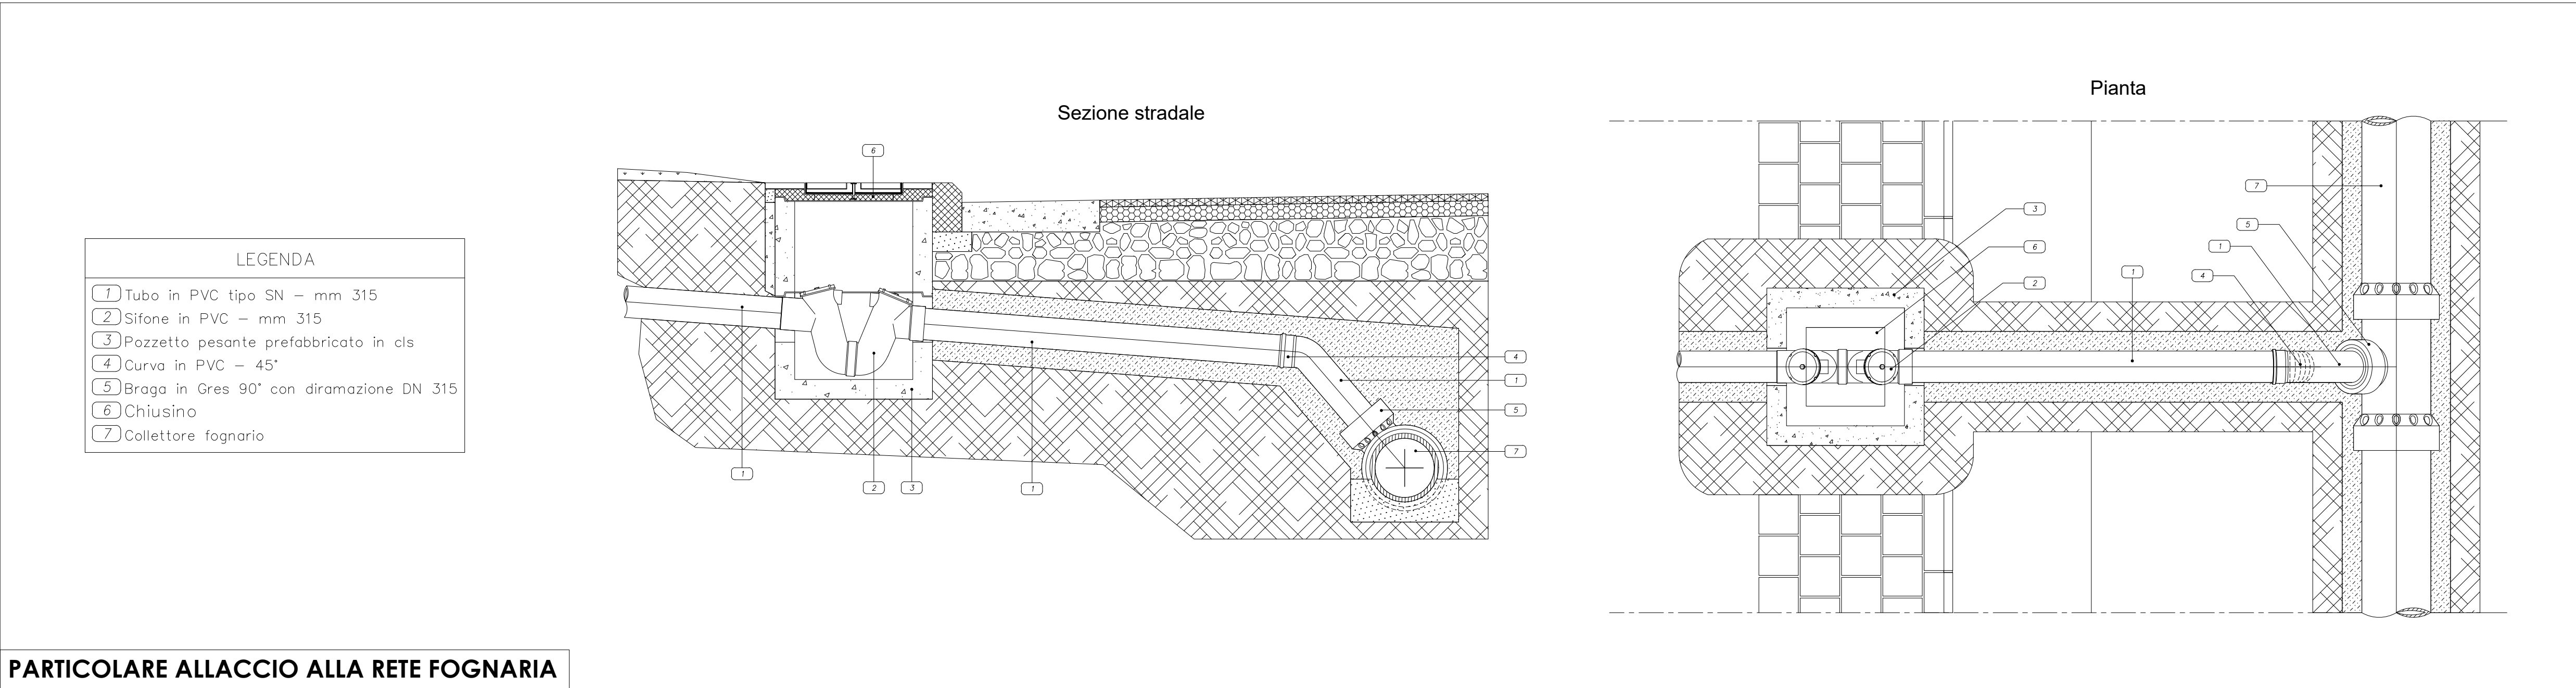 LEGENDA
1 Tubo in PVC tipo SN – mm 315
2 Sifone in PVC – mm 315
3 Pozzetto pesante prefabbricato in cls
4 Curva in PVC – 45°
5 Braga in Gres 90° con diramazione DN 315
6 Chiusino
7 Collettore fognario
Sezione stradale
6
4
1
5
7
1
2
3
1
Pianta
7
3
5
6
1
1
4
2
PARTICOLARE ALLACCIO ALLA RETE FOGNARIA